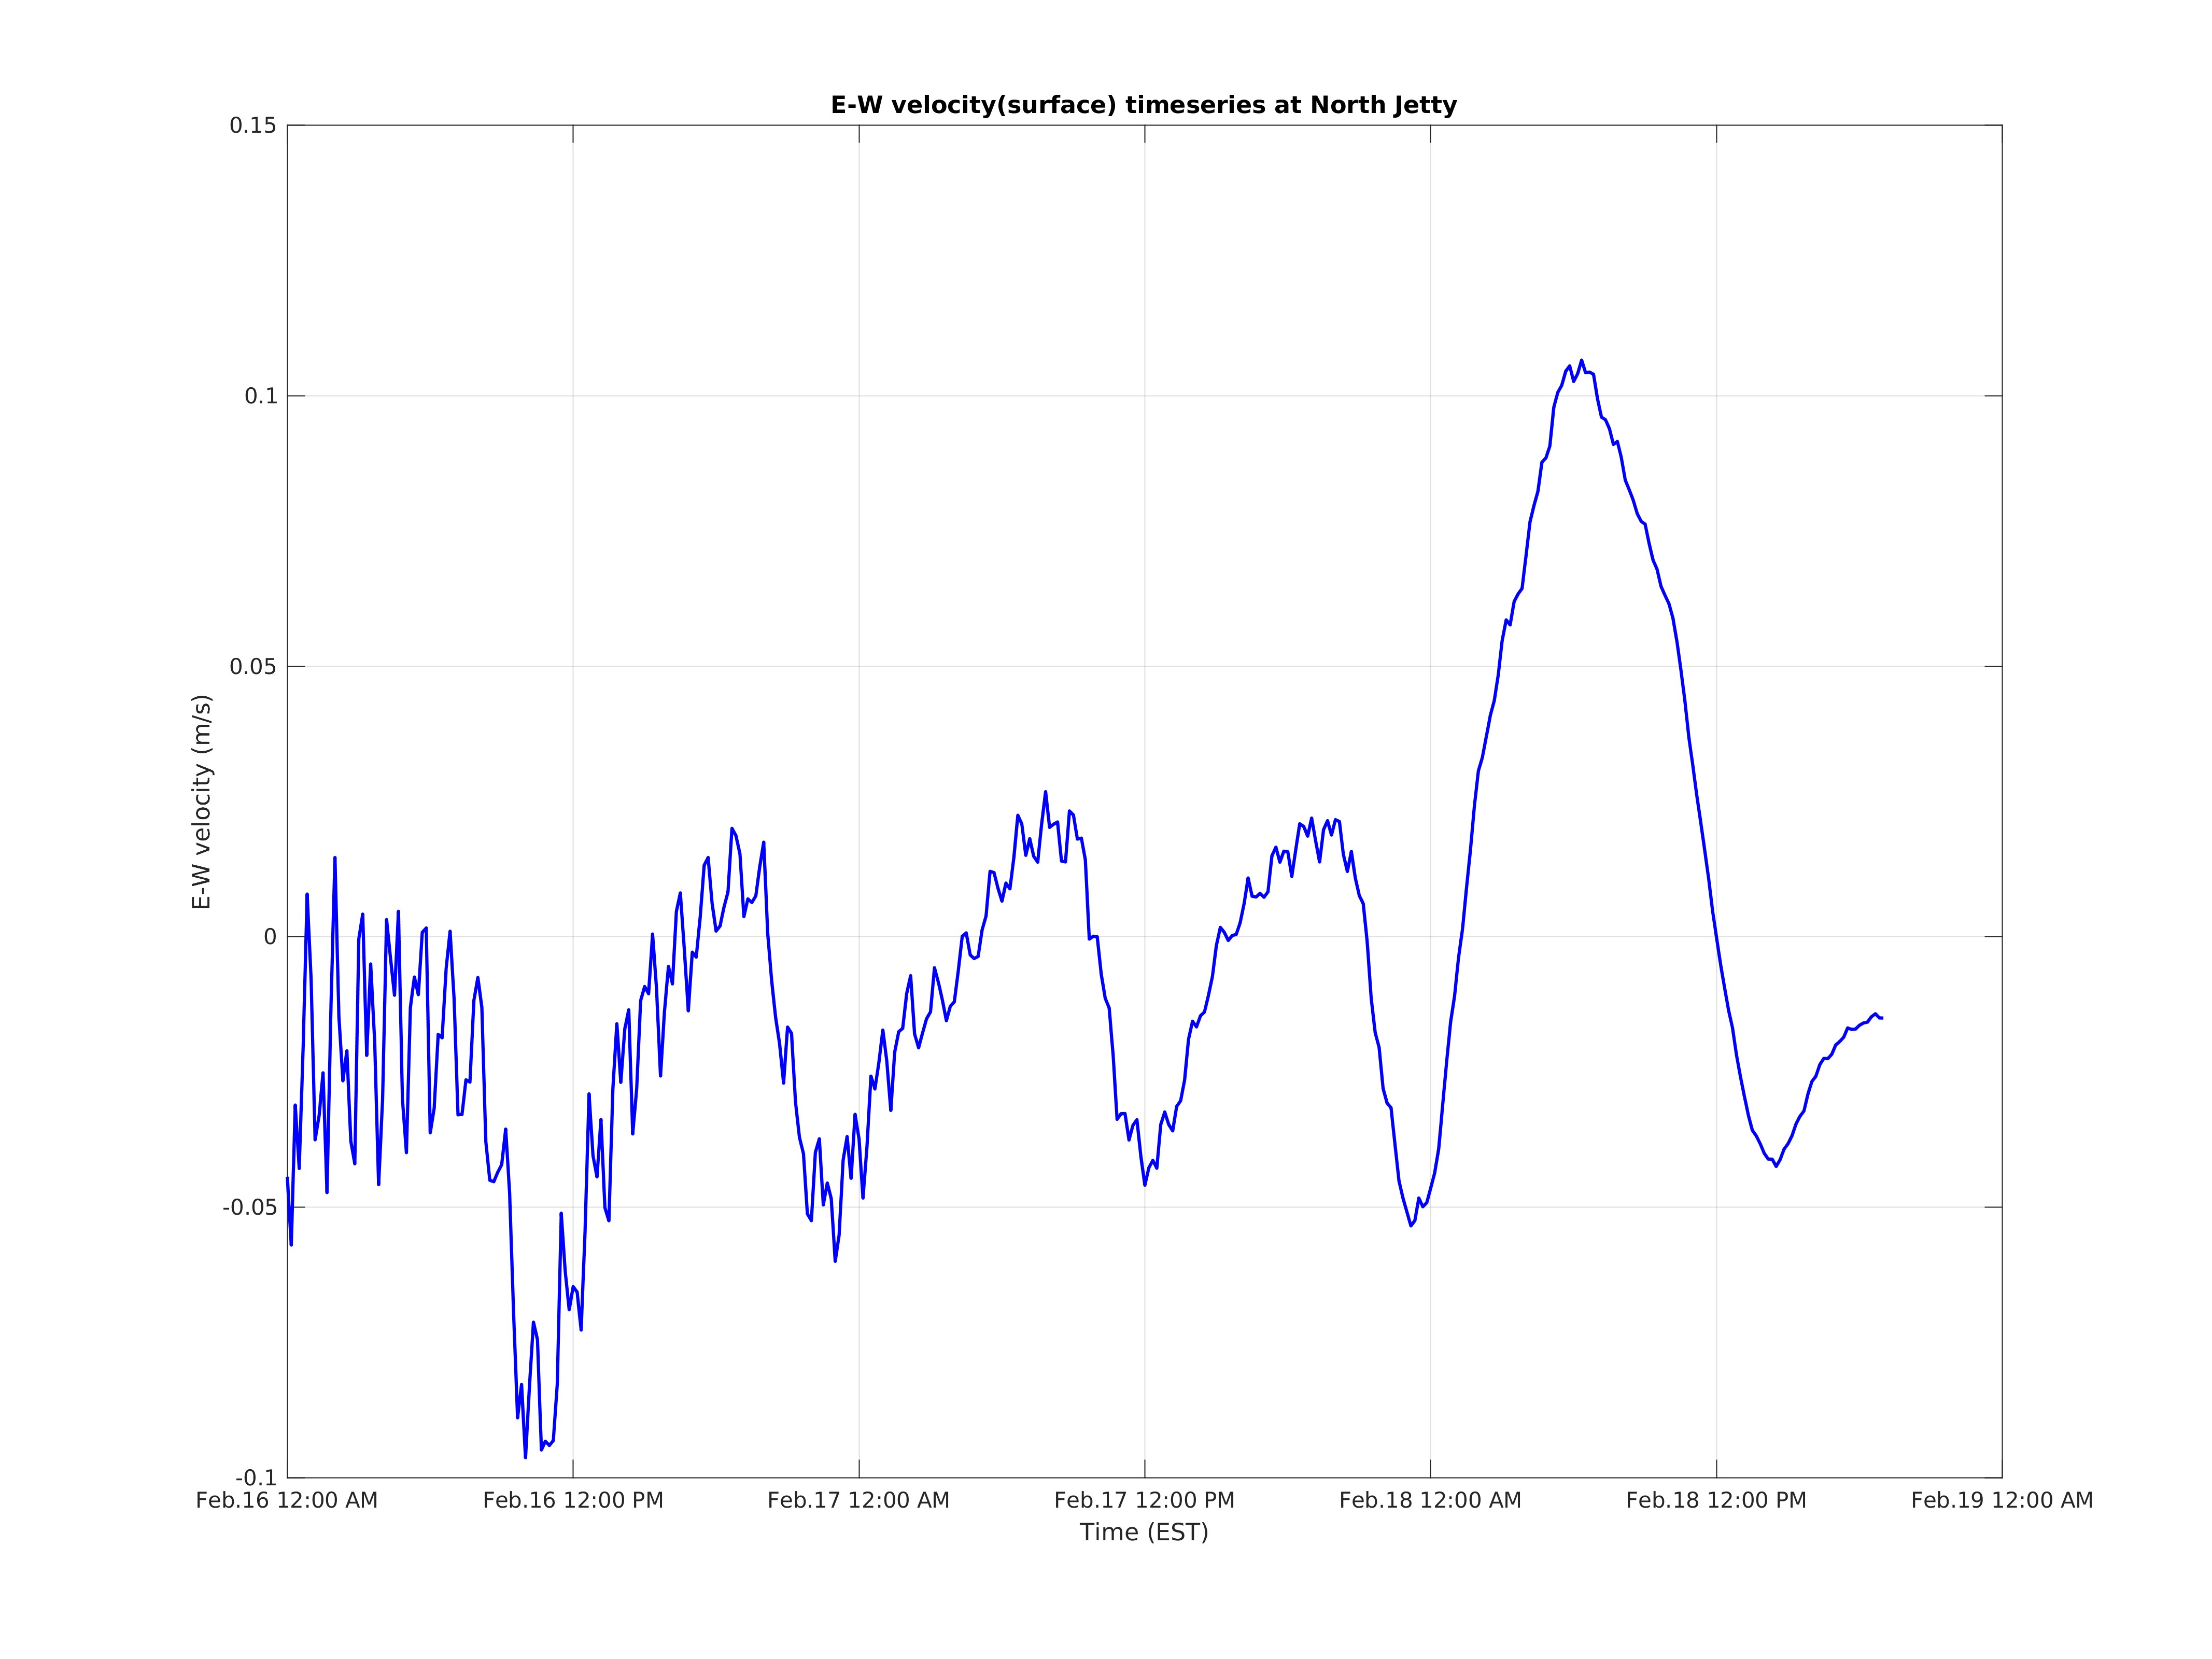 E-W velocity(surface) timeseries at North Jetty
0.15
0.1
0.05
0
-0.05
-0.1
E-W velocity (m/s)
Feb.16 12:00 AM Feb.16 12:00 PM Feb.17 12:00 AM Feb.17 12:00 PM Feb.18 12:00 AM Feb.18 12:00 PM Feb.19 12:00 AM
Time (EST)